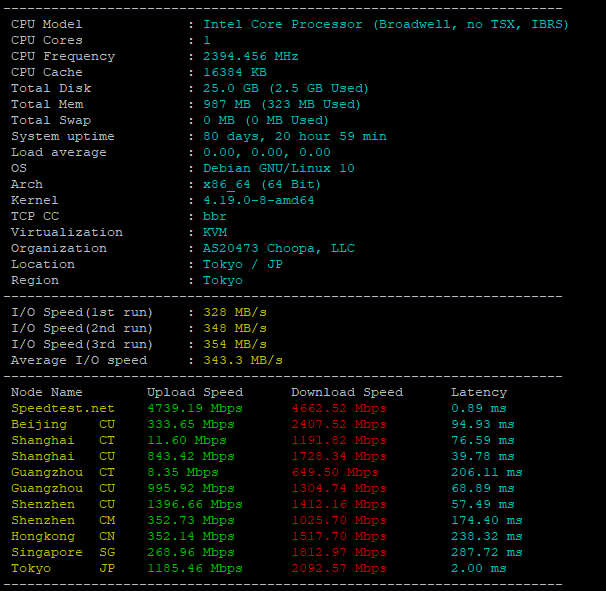 ----------------------------------------------------------------------
CPU Model : Intel Core Processor (Broadwell, no TSX, IBRS)
CPU Cores : 1
CPU Frequency : 2394.456 MHz
CPU Cache : 16384 KB
Total Disk : 25.0 GB (2.5 GB Used)
Total Mem : 987 MB (323 MB Used)
Total Swap : 0 MB (0 MB Used)
System uptime : 80 days, 20 hour 59 min
Load average : 0.00, 0.00, 0.00
OS : Debian GNU/Linux 10
Arch : x86_64 (64 Bit)
Kernel : 4.19.0-8-amd64
TCP CC : bbr
Virtualization : KVM
Organization : AS20473 Choopa, LLC
Location : Tokyo / JP
Region : Tokyo
----------------------------------------------------------------------
I/O Speed(1st run) : 328 MB/s
I/O Speed(2nd run) : 348 MB/s
I/O Speed(3rd run) : 354 MB/s
Average I/O speed : 343.3 MB/s
----------------------------------------------------------------------
Node Name Upload Speed Download Speed Latency
Speedtest.net 4739.19 Mbps 4662.52 Mbps 0.89 ms
Beijing CU 333.65 Mbps 2407.52 Mbps 94.93 ms
Shanghai CT 11.60 Mbps 1191.82 Mbps 76.59 ms
Shanghai CU 843.42 Mbps 1728.34 Mbps 39.78 ms
Guangzhou CT 8.35 Mbps 649.50 Mbps 206.11 ms
Guangzhou CU 995.92 Mbps 1304.74 Mbps 68.89 ms
Shenzhen CU 1396.66 Mbps 1412.16 Mbps 57.49 ms
Shenzhen CM 352.73 Mbps 1025.70 Mbps 174.40 ms
Hongkong CN 352.14 Mbps 1517.70 Mbps 238.32 ms
Singapore SG 268.96 Mbps 1812.97 Mbps 287.72 ms
Tokyo JP 1185.46 Mbps 2092.57 Mbps 2.00 ms
----------------------------------------------------------------------